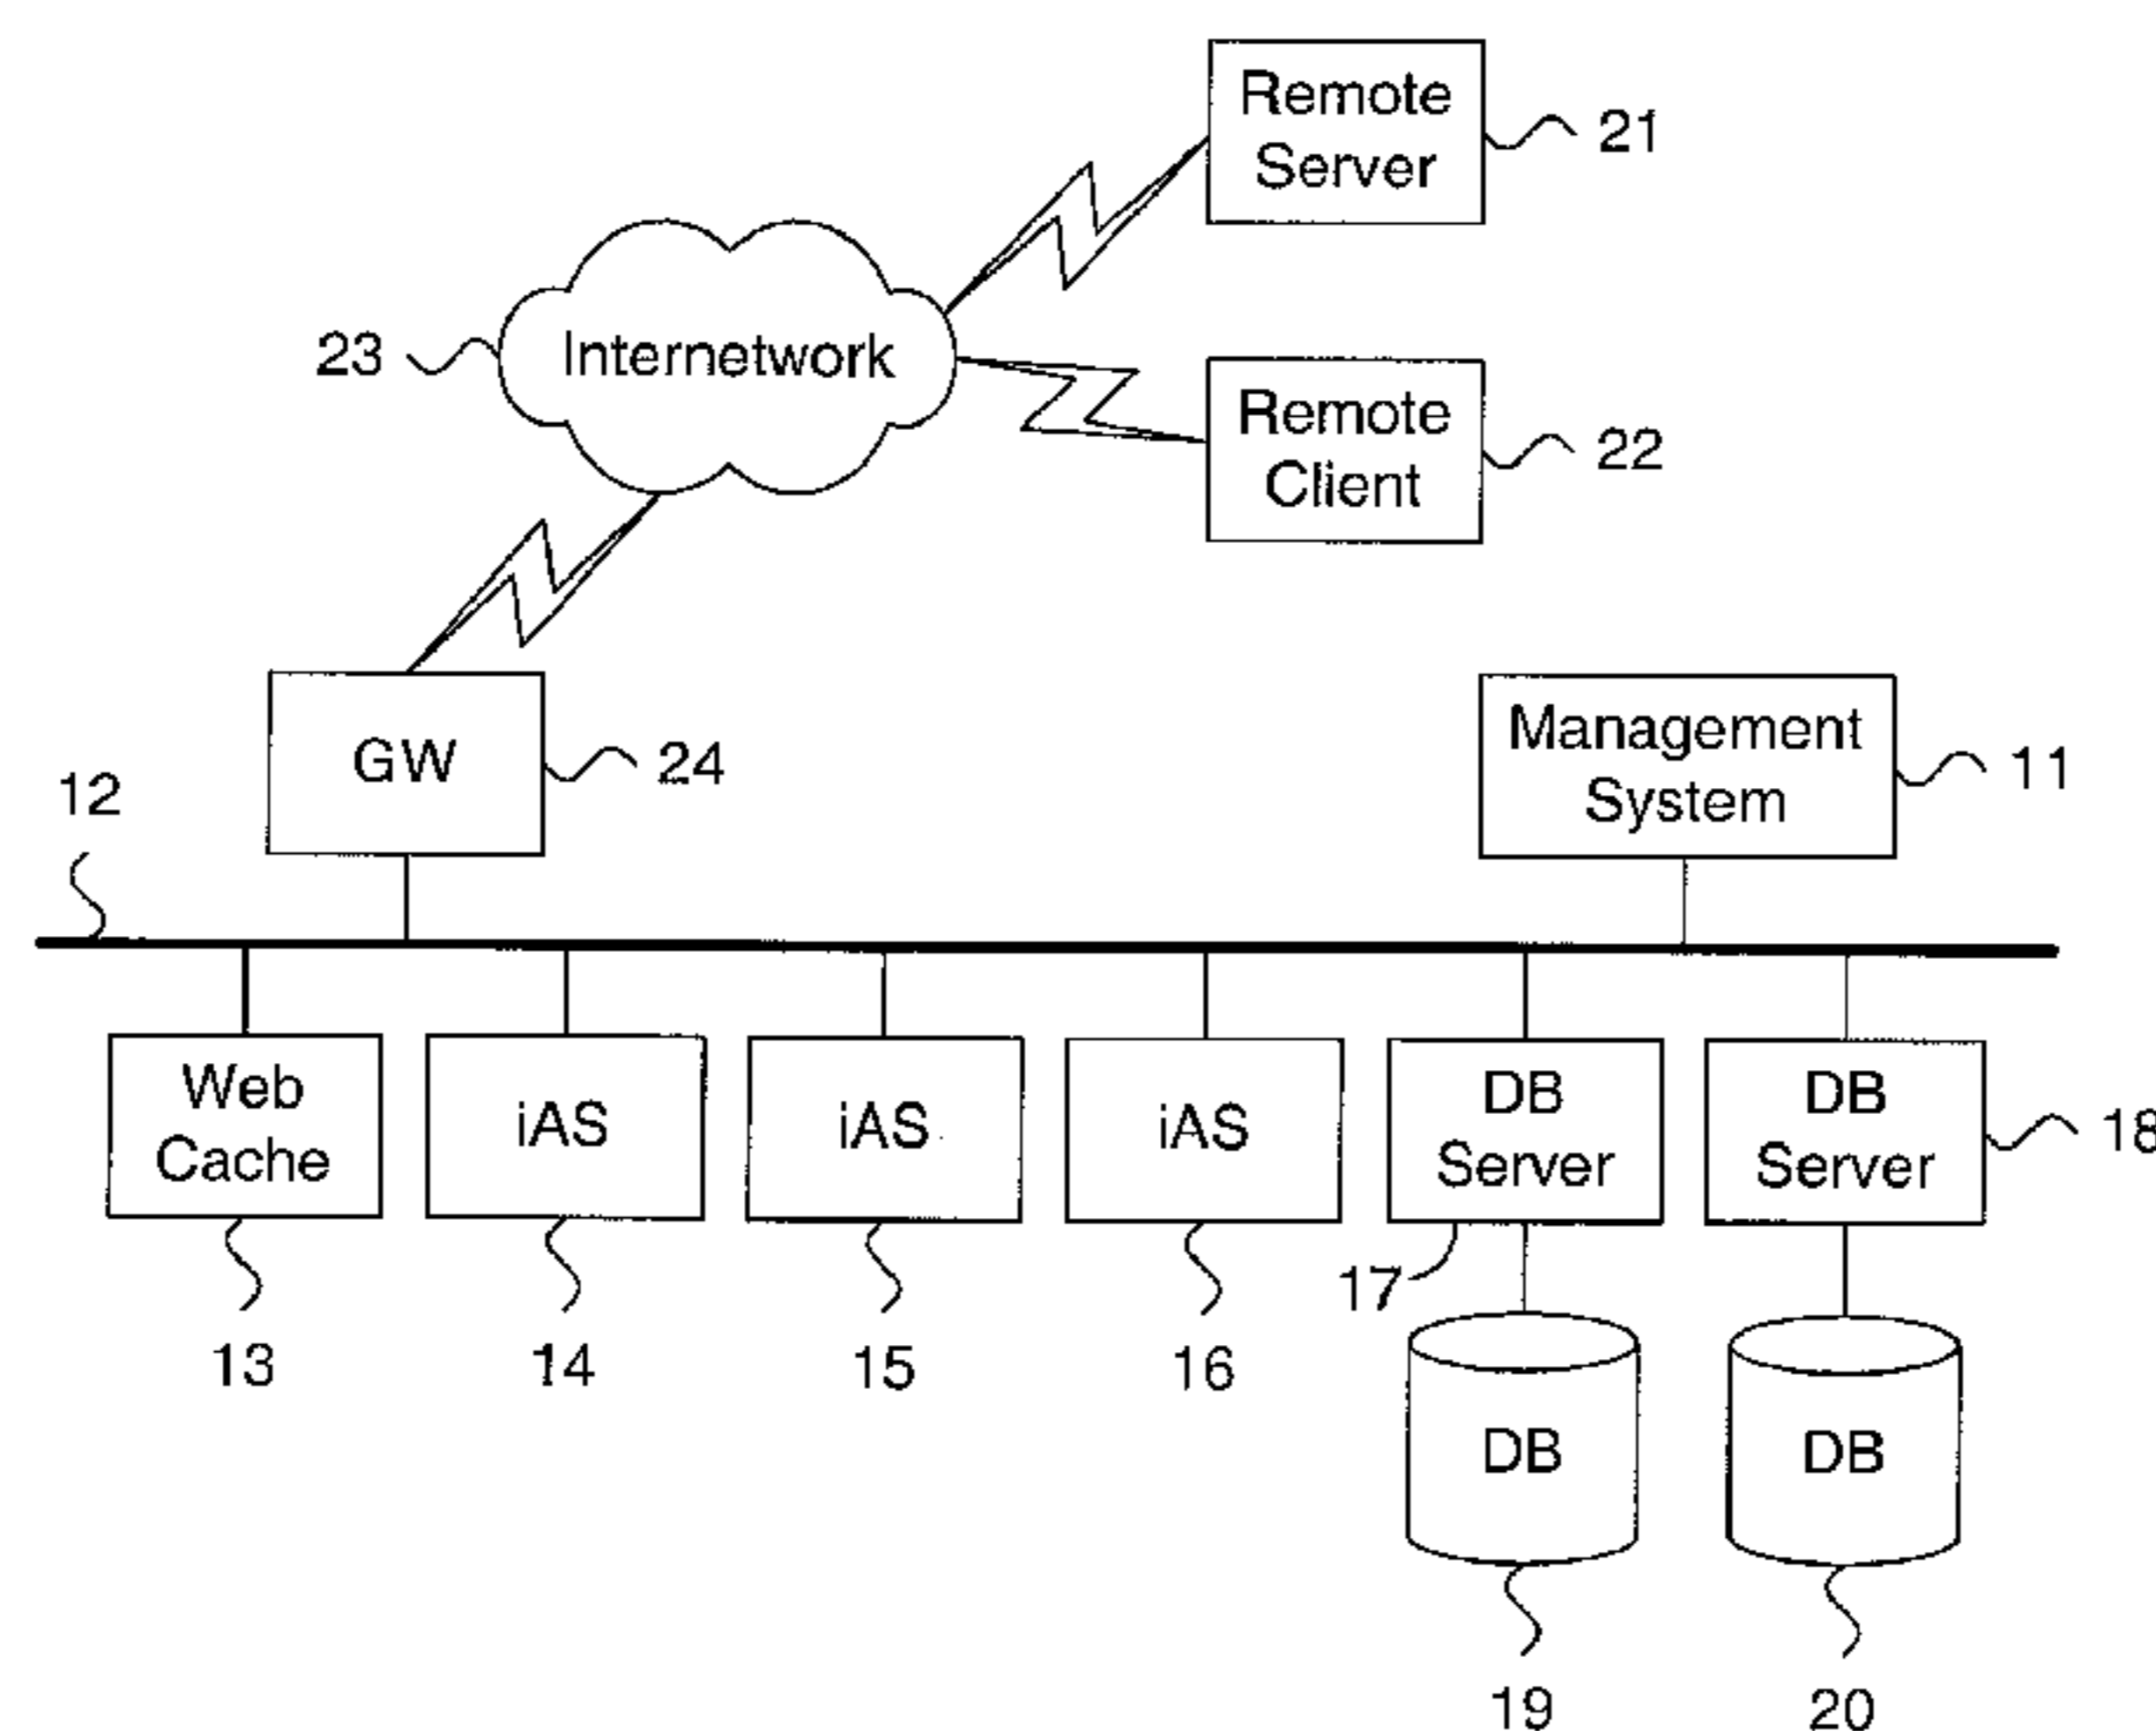 Remote
Server
21
23
Internetwork
Remote
Client
22
GW
24
Management
System
11
12
Web
Cache
iAS
iAS
iAS
DB
Server
DB
Server
18
17
13
14
15
16
DB
DB
19
20